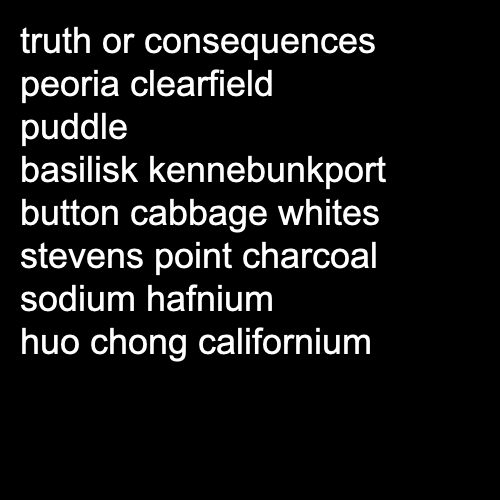 truth or consequences
peoria clearfield
puddle
basilisk kennebunkport
button cabbage whites
stevens point charcoal
sodium hafnium
huo chong californium